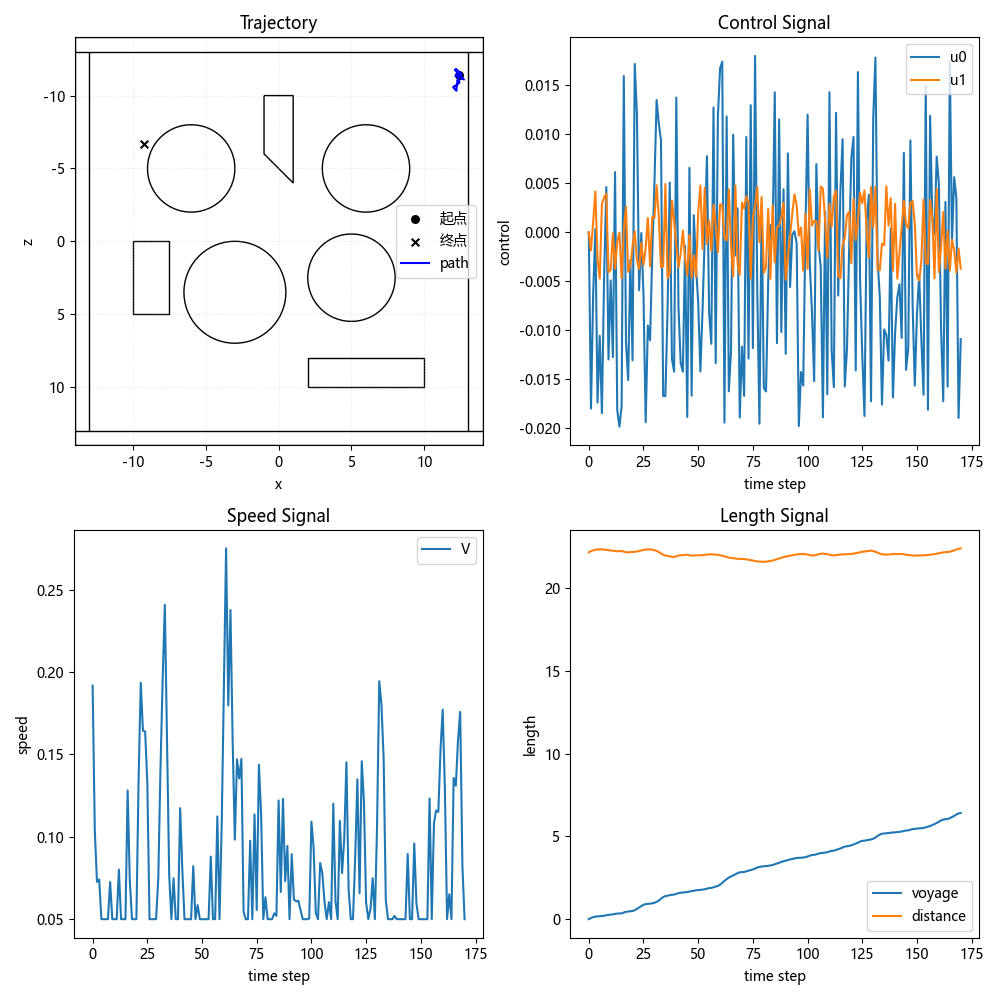 Trajectory
-10
-5
0
5
10
z
-10
-5
0
5
10
x
起点
终点
path
Control Signal
0.015
0.010
0.005
0.000
-0.005
-0.010
-0.015
-0.020
control
0
25
50
75
100
125
150
175
time step
u0
u1
Speed Signal
0.25
0.20
0.15
0.10
0.05
speed
0
25
50
75
100
125
150
175
time step
V
Length Signal
20
15
10
5
0
length
0
25
50
75
100
125
150
175
time step
voyage
distance